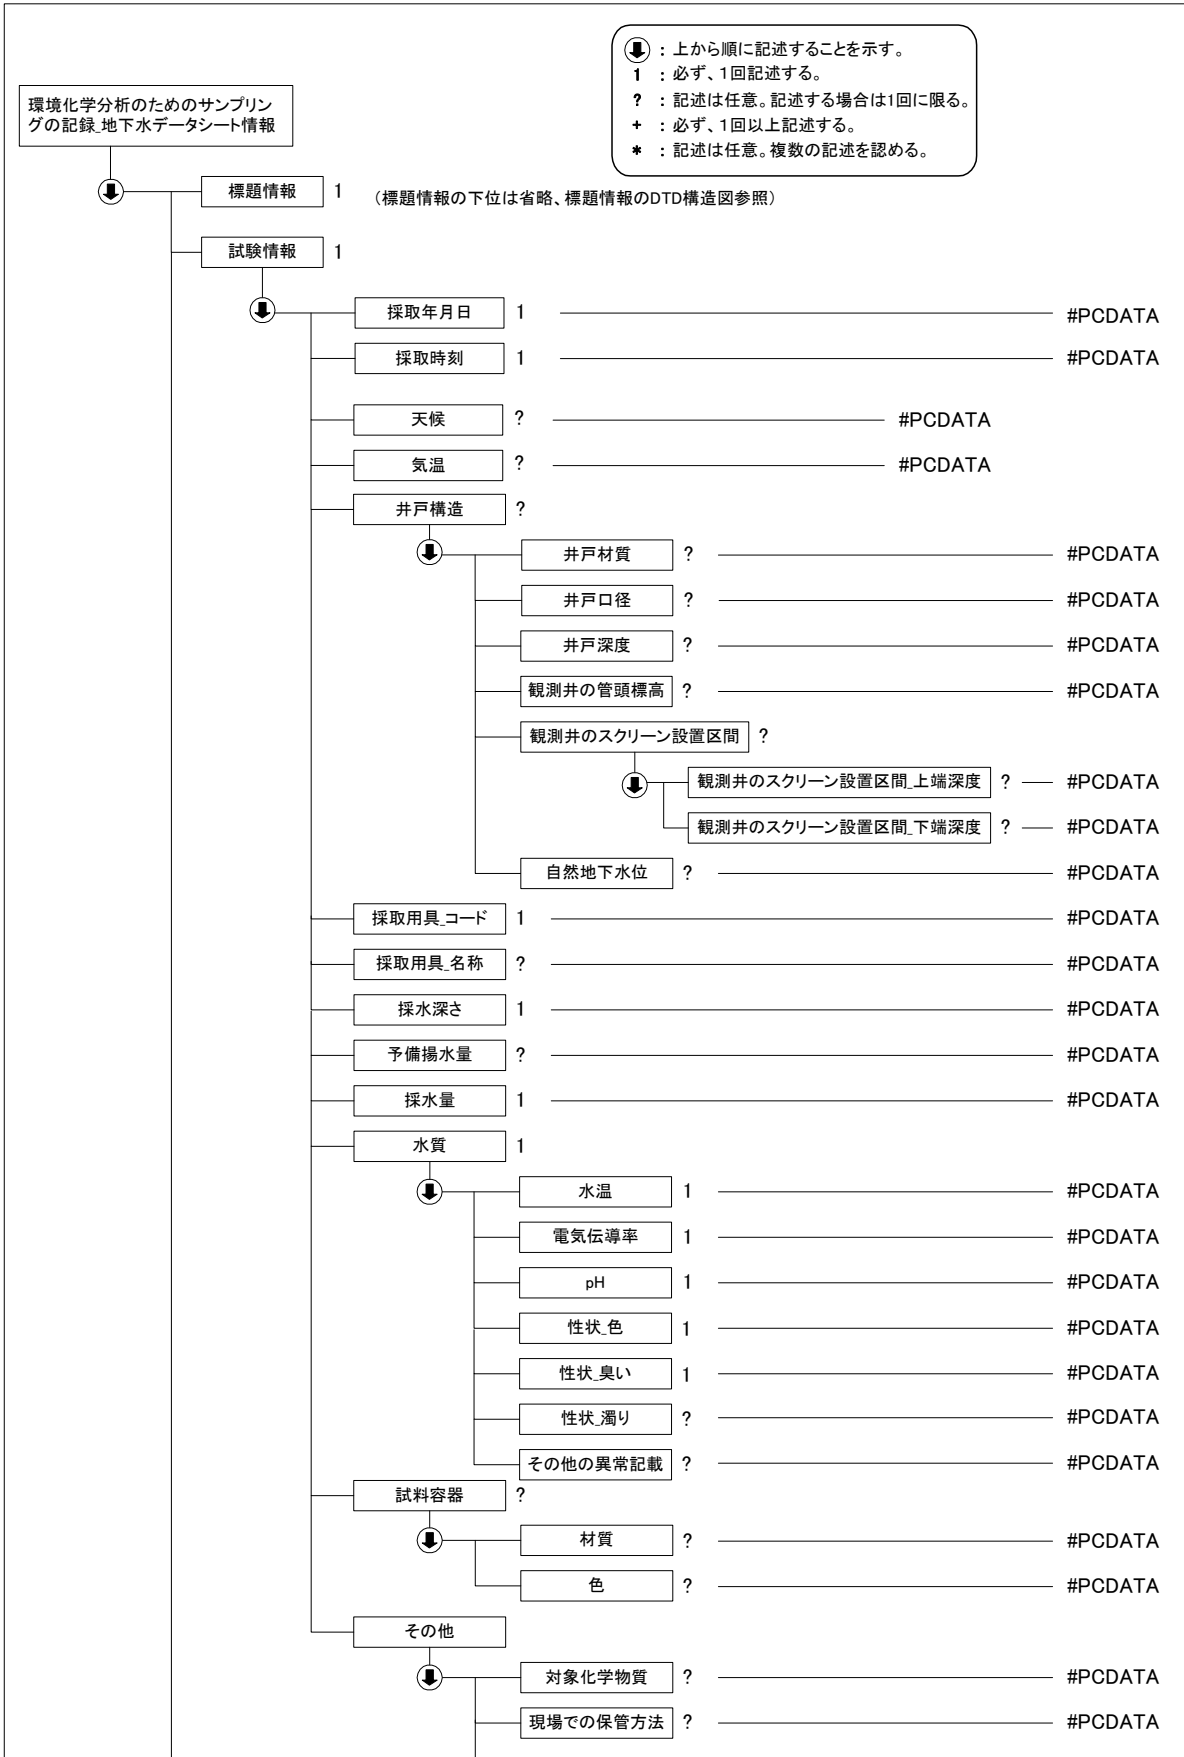 ：上から順に記述することを示す。
1 ：必ず、1回記述する。
? ：記述は任意。記述する場合は1回に限る。
+ ：必ず、1回以上記述する。
* ：記述は任意。複数の記述を認める。
環境化学分析のためのサンプリン
グの記録_地下水データシート情報
標題情報 1 （標題情報の下位は省略、標題情報のDTD構造図参照）
試験情報 1
採取年月日 1 #PCDATA
採取時刻 1 #PCDATA
天候 ? #PCDATA
気温 ? #PCDATA
井戸構造 ?
井戸材質 ? #PCDATA
井戸口径 ? #PCDATA
井戸深度 ? #PCDATA
観測井の管頭標高 ? #PCDATA
観測井のスクリーン設置区間 ?
観測井のスクリーン設置区間_上端深度 ? #PCDATA
観測井のスクリーン設置区間_下端深度 ? #PCDATA
自然地下水位 ? #PCDATA
採取用具_コード 1 #PCDATA
採取用具_名称 ? #PCDATA
採水深さ 1 #PCDATA
予備揚水量 ? #PCDATA
採水量 1 #PCDATA
水質 1
水温 1 #PCDATA
電気伝導率 1 #PCDATA
pH 1 #PCDATA
性状_色 1 #PCDATA
性状_臭い 1 #PCDATA
性状_濁り ? #PCDATA
その他の異常記載 ? #PCDATA
試料容器 ?
材質 ? #PCDATA
色 ? #PCDATA
その他
対象化学物質 ? #PCDATA
現場での保管方法 ? #PCDATA